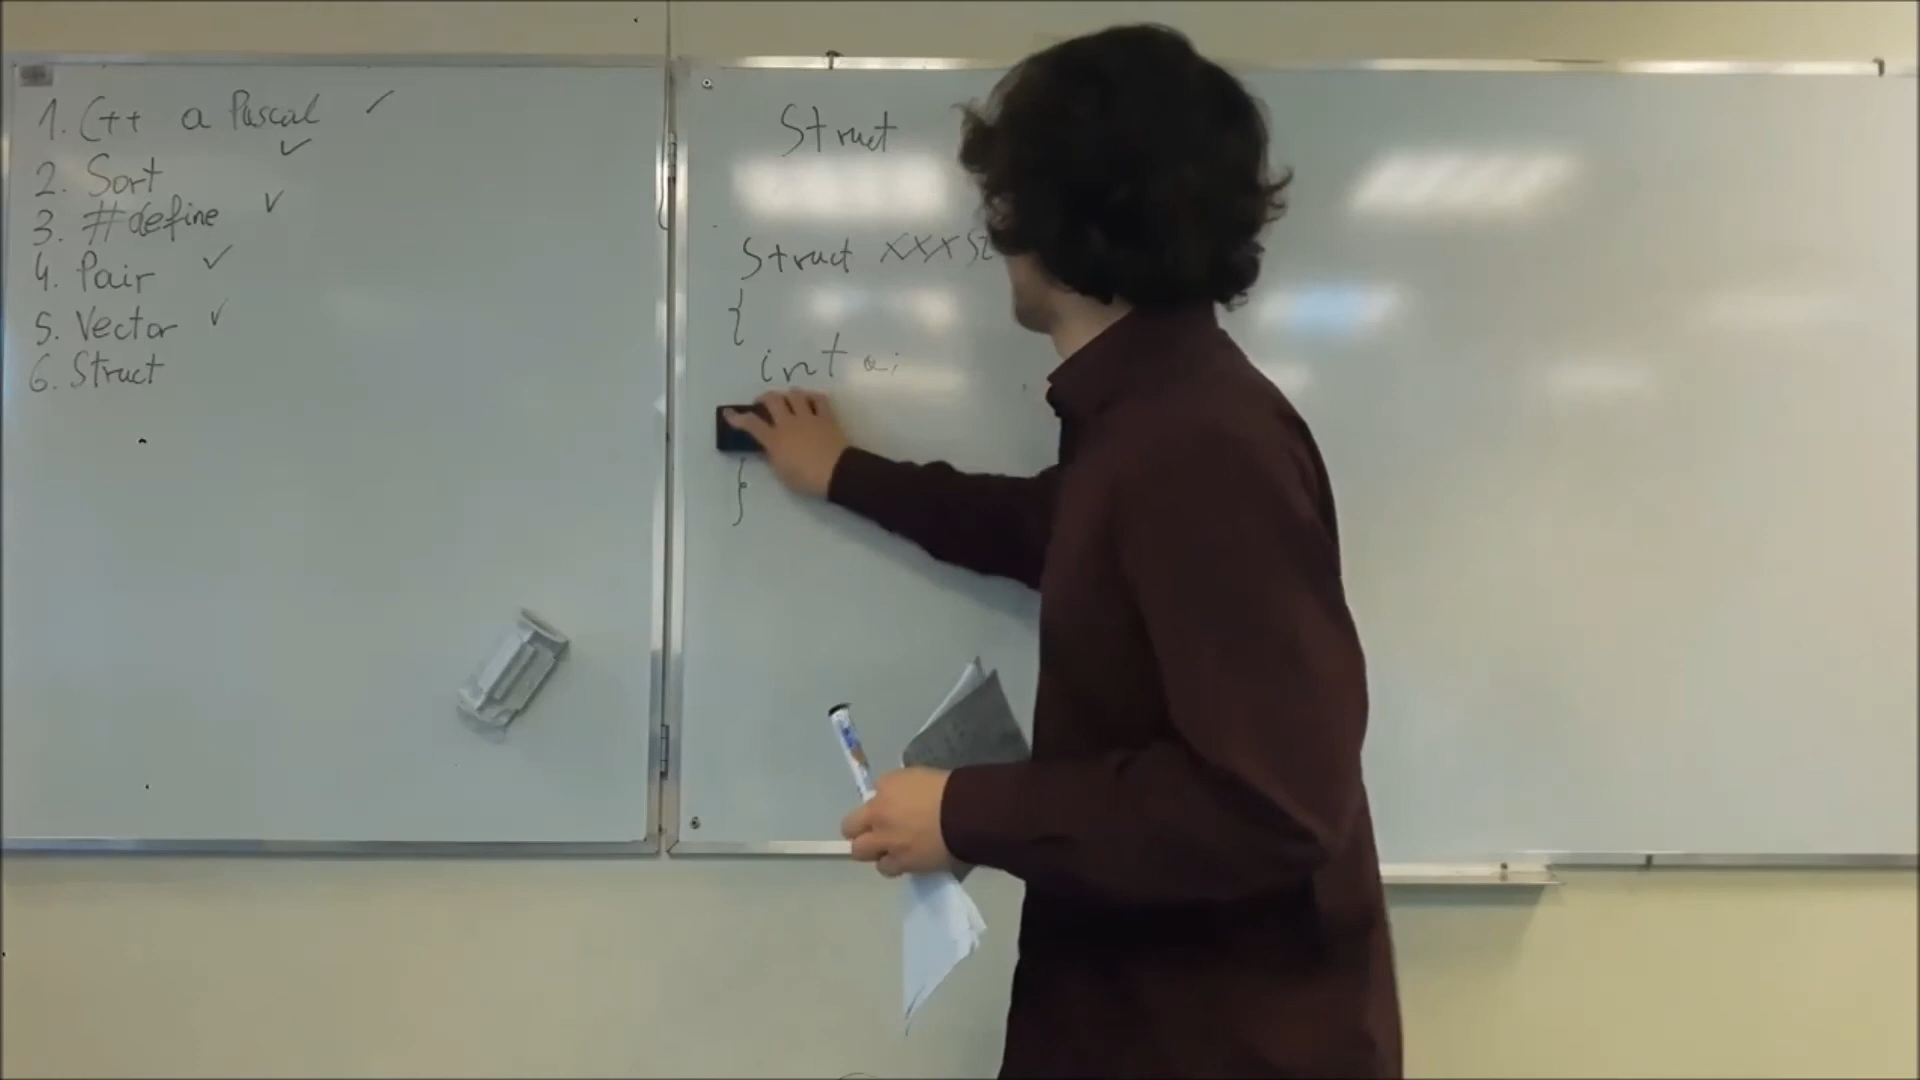 1. C++ a Pascal ✓
2. Sort ✓
3. #define ✓
4. Pair ✓
5. Vector ✓
6. Struct
Struct
Struct
{
int a;
}